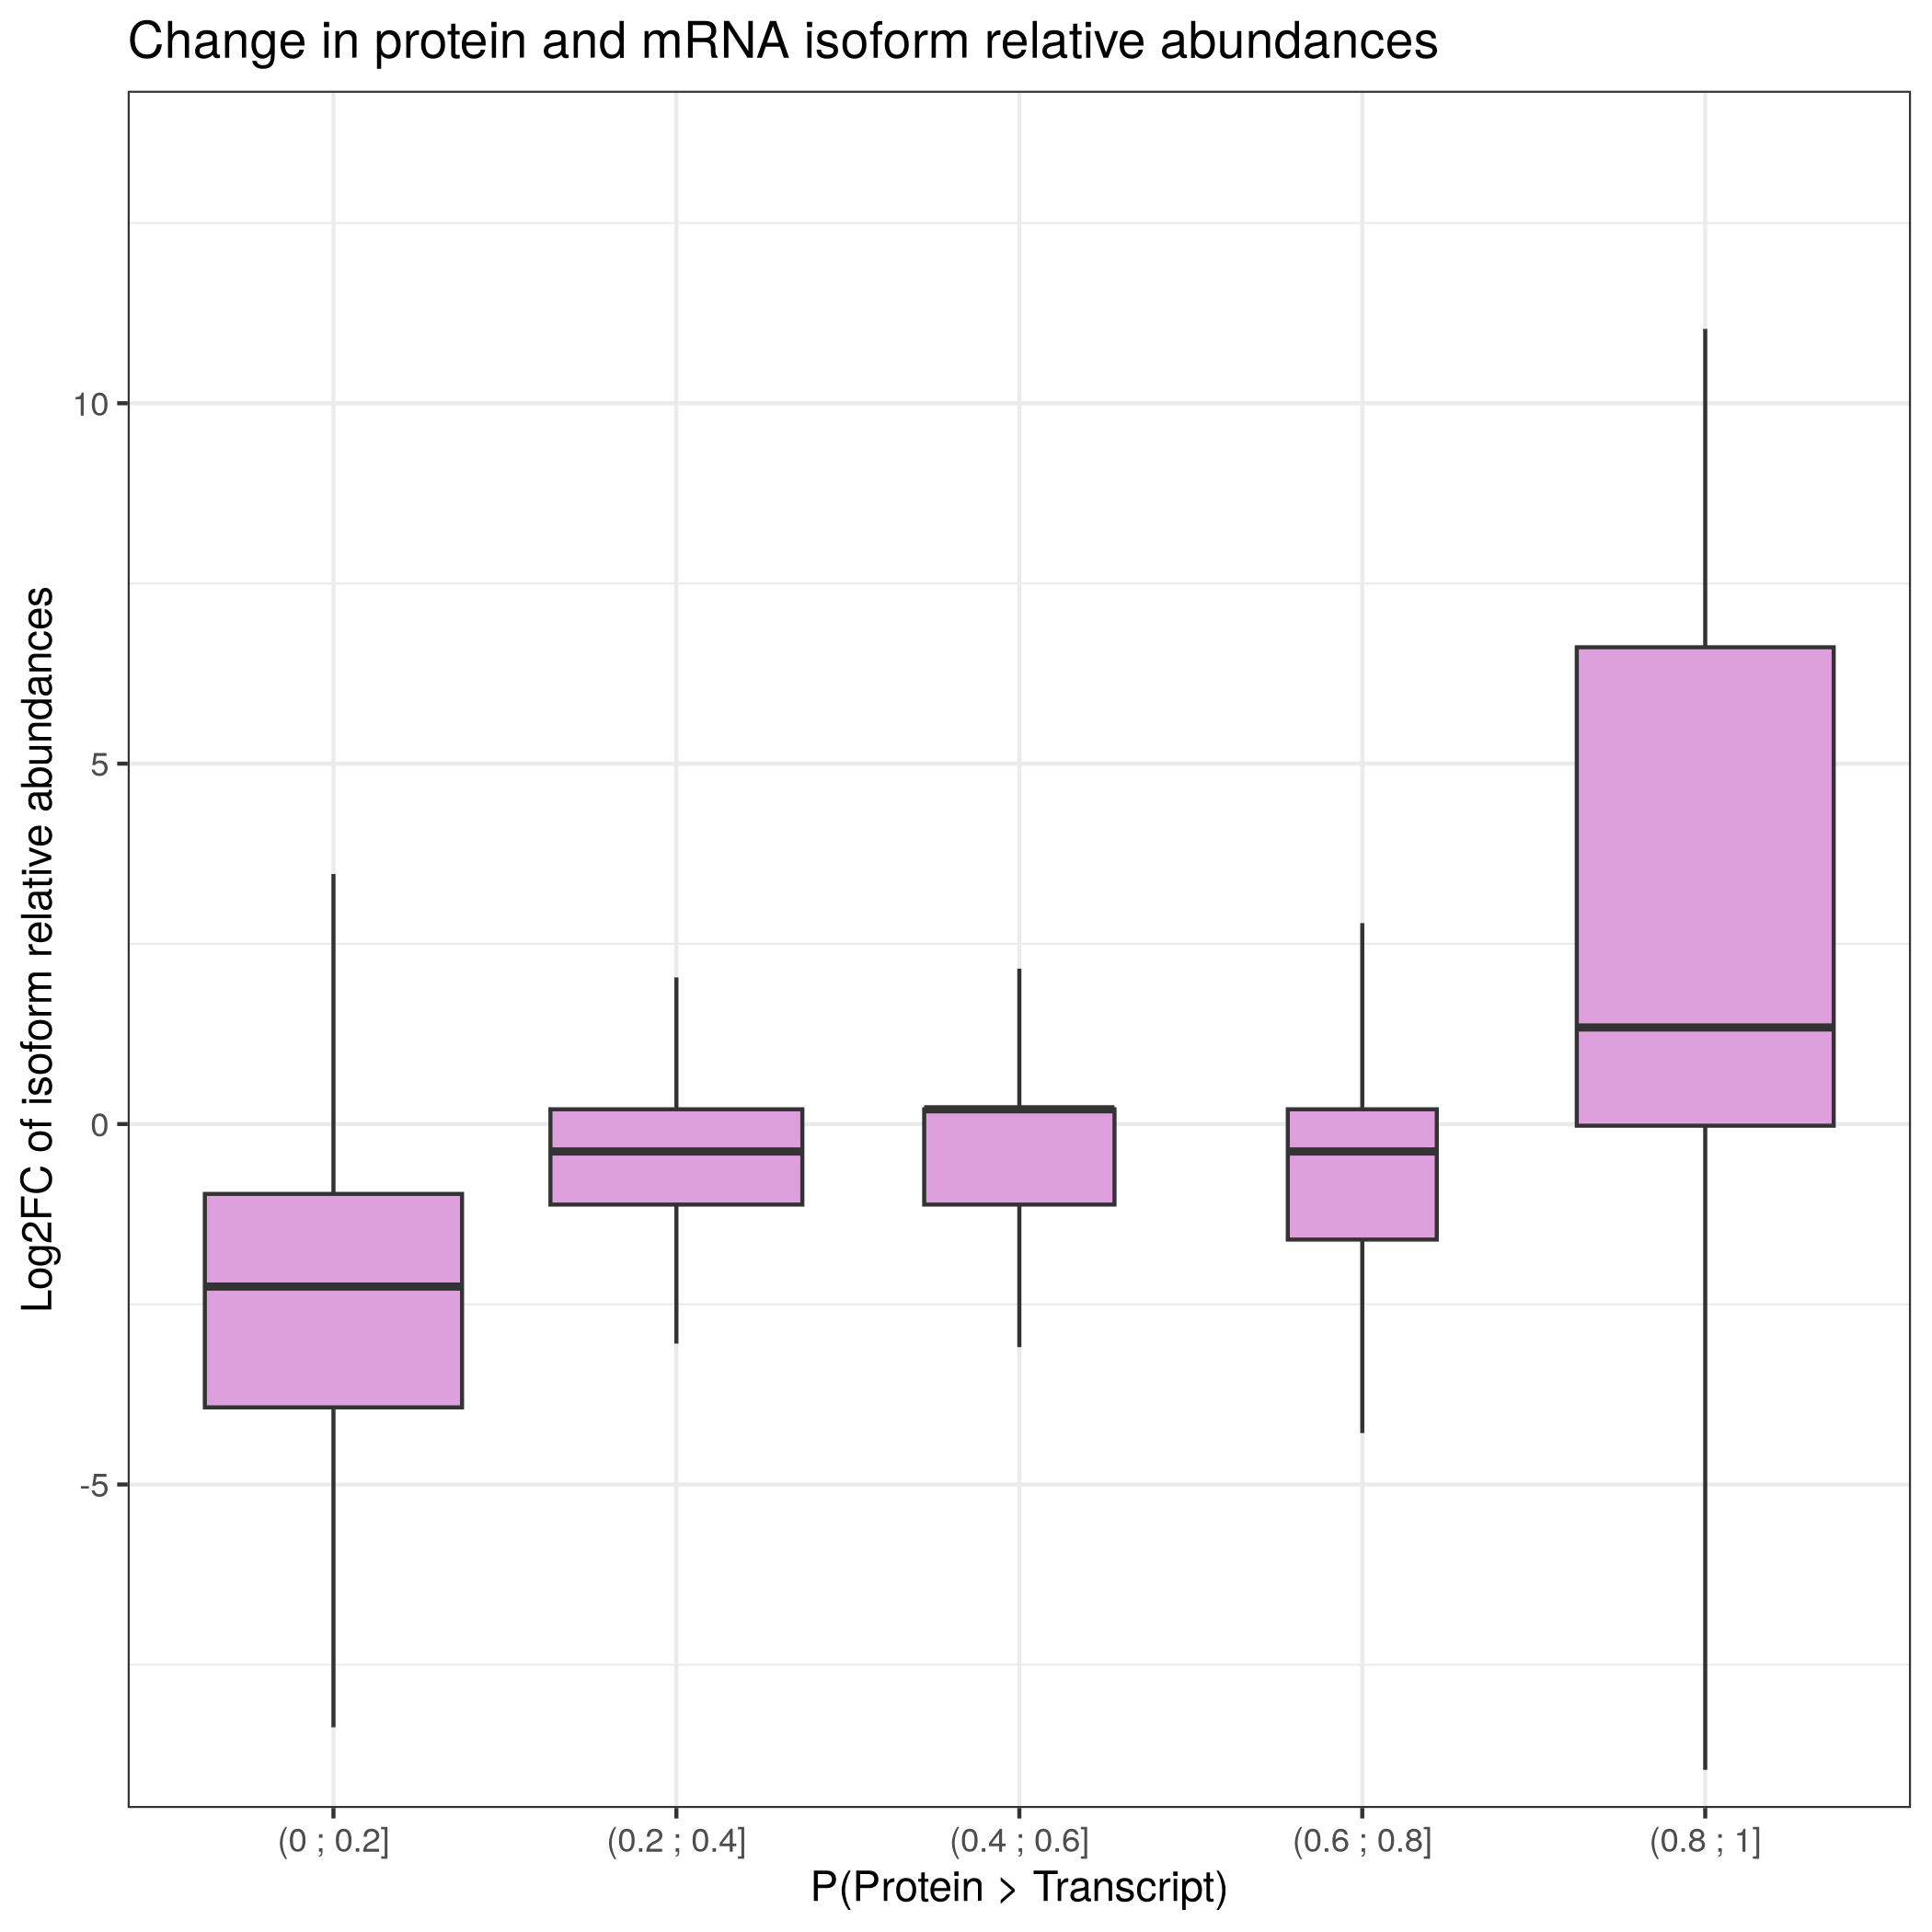 Change in protein and mRNA isoform relative abundances
Log2FC of isoform relative abundances
10
5
0
-5
(0 ; 0.2]
(0.2 ; 0.4]
(0.4 ; 0.6]
(0.6 ; 0.8]
(0.8 ; 1]
P(Protein > Transcript)